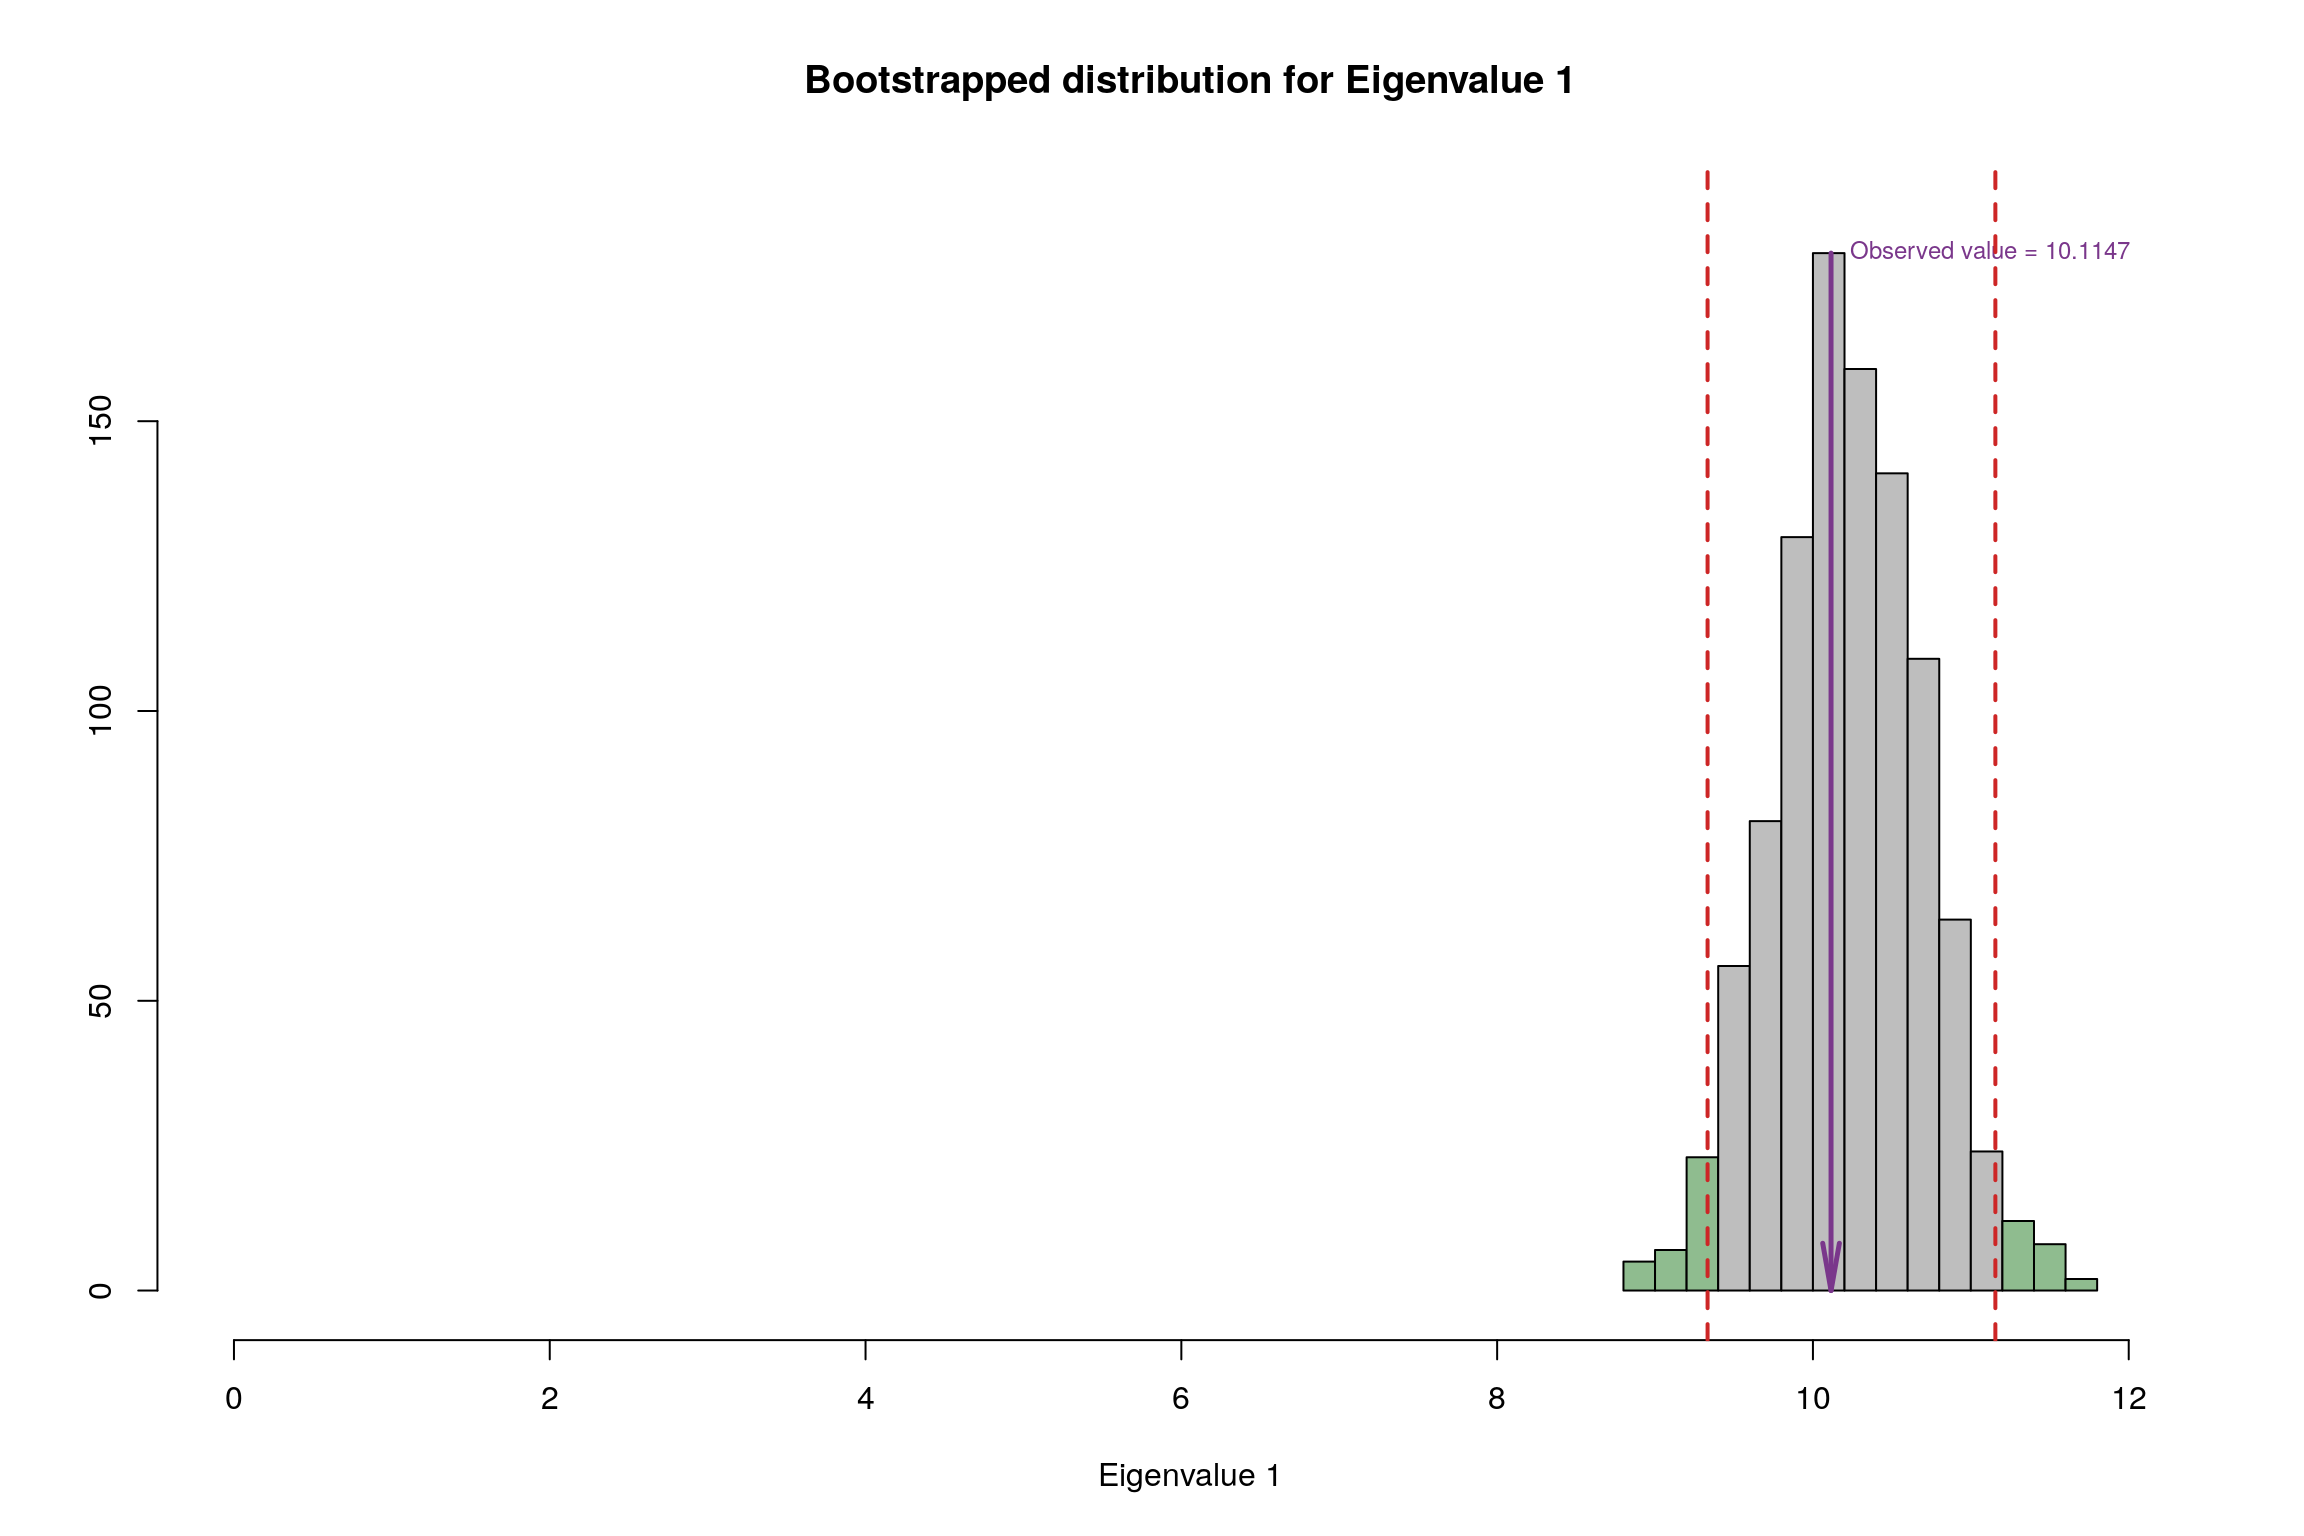 Bootstrapped distribution for Eigenvalue 1
Observed value = 10.1147
150
100
50
0
0 2 4 6 8 10 12
Eigenvalue 1